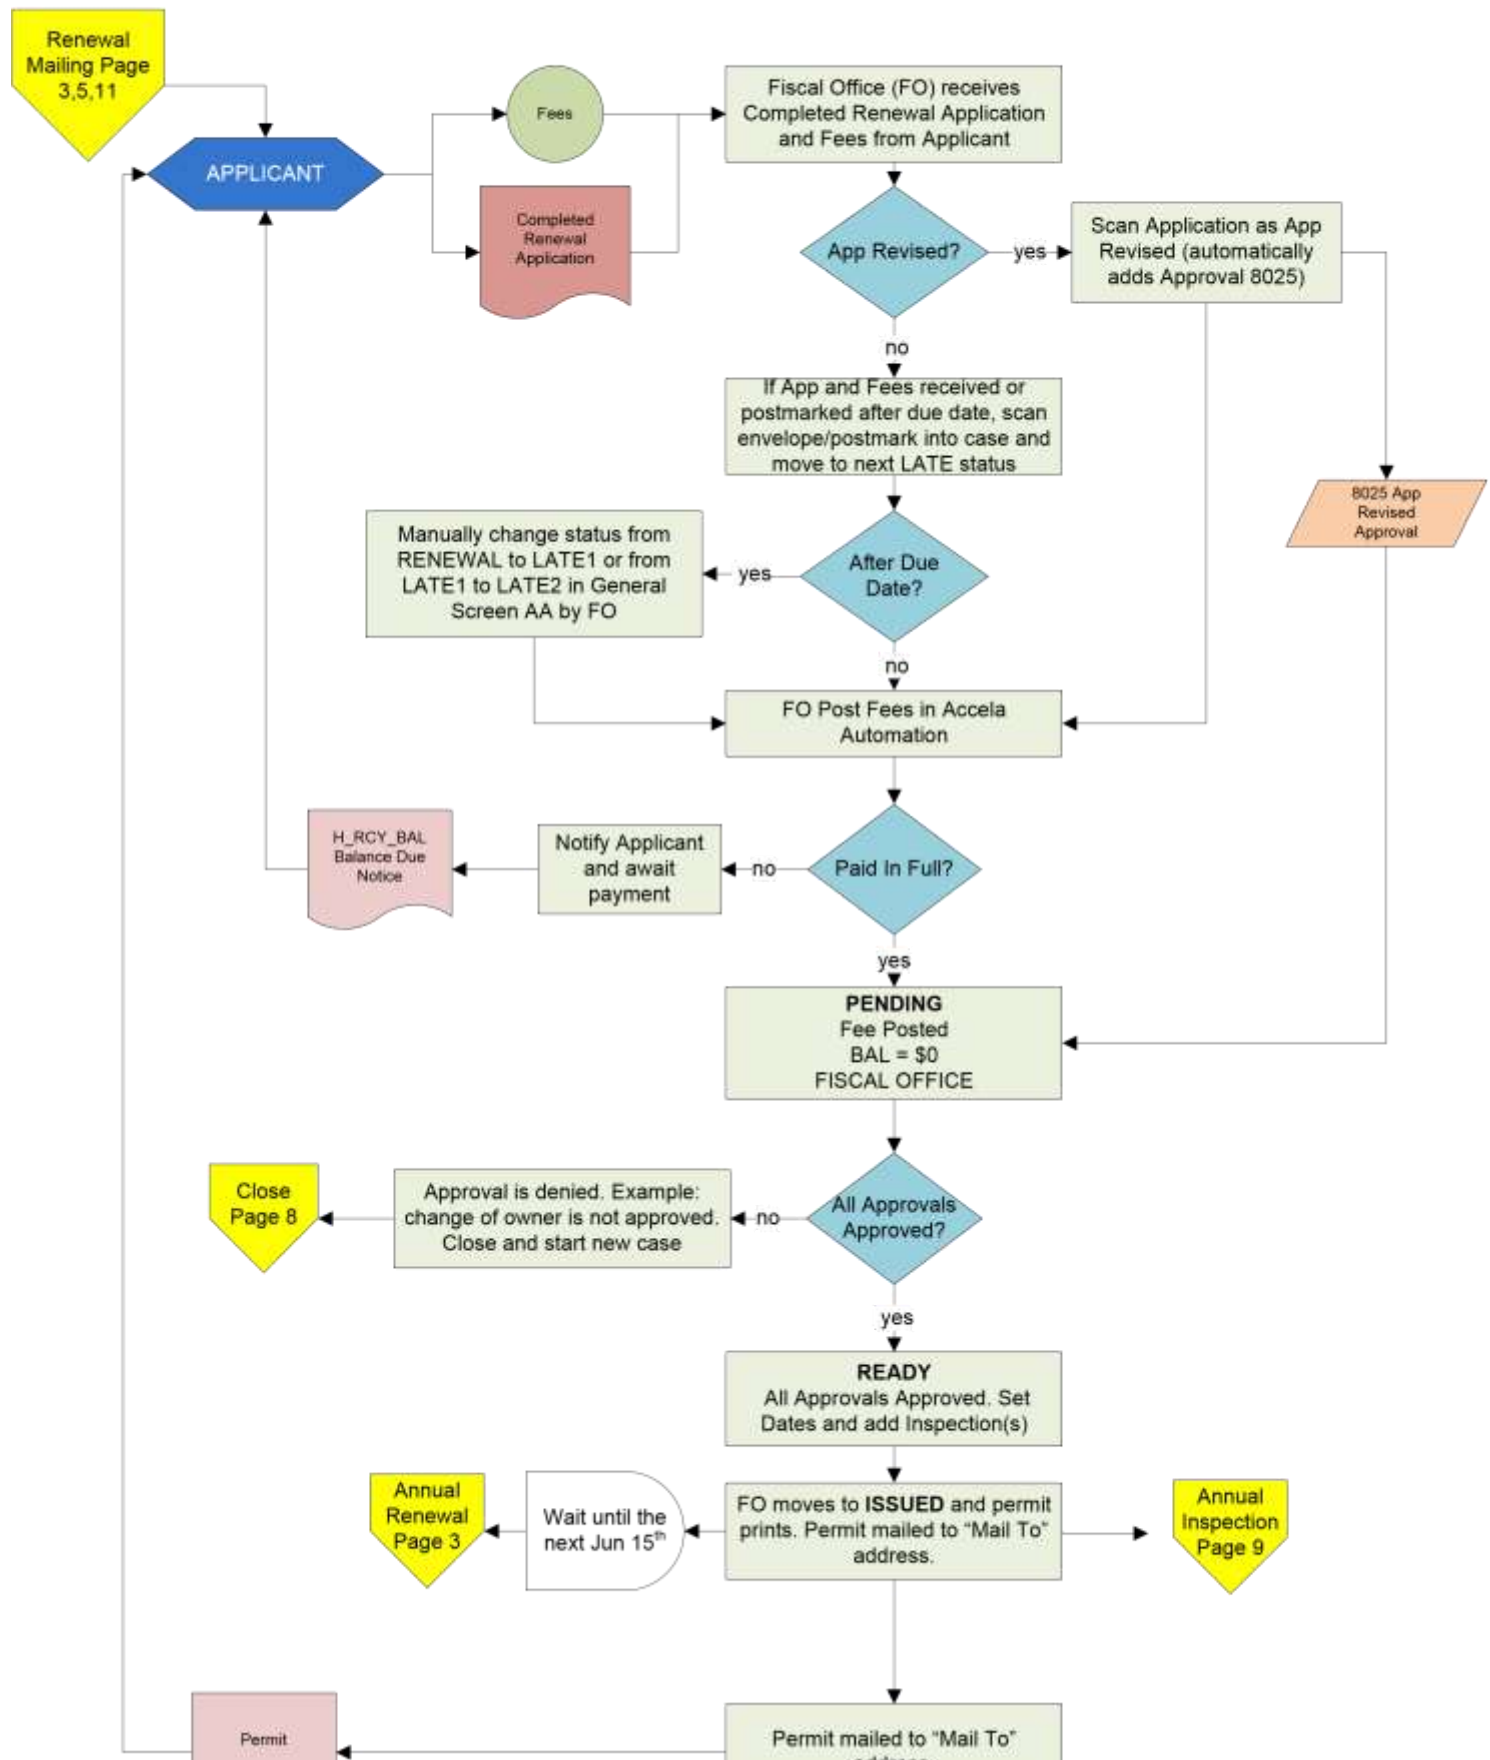 Renewal
Mailing Page
3,5,11
APPLICANT
Fees
Completed
Renewal
Application
Fiscal Office (FO) receives
Completed Renewal Application
and Fees from Applicant
App Revised?
yes
Scan Application as App
Revised (automatically
adds Approval 8025)
no
If App and Fees received or
postmarked after due date, scan
envelope/postmark into case and
move to next LATE status
8025 App
Revised
Approval
Manually change status from
RENEWAL to LATE1 or from
LATE1 to LATE2 in General
Screen AA by FO
yes
After Due
Date?
no
FO Post Fees in Accela
Automation
H_RCY_BAL
Balance Due
Notice
Notify Applicant
and await
payment
no
Paid In Full?
yes
PENDING
Fee Posted
BAL = $0
FISCAL OFFICE
Close
Page 8
Approval is denied. Example:
change of owner is not approved.
Close and start new case
no
All Approvals
Approved?
yes
READY
All Approvals Approved. Set
Dates and add Inspection(s)
Annual
Renewal
Page 3
Wait until the
next Jun 15th
FO moves to ISSUED and permit
prints. Permit mailed to “Mail To”
address.
Annual
Inspection
Page 9
Permit
Permit mailed to “Mail To”